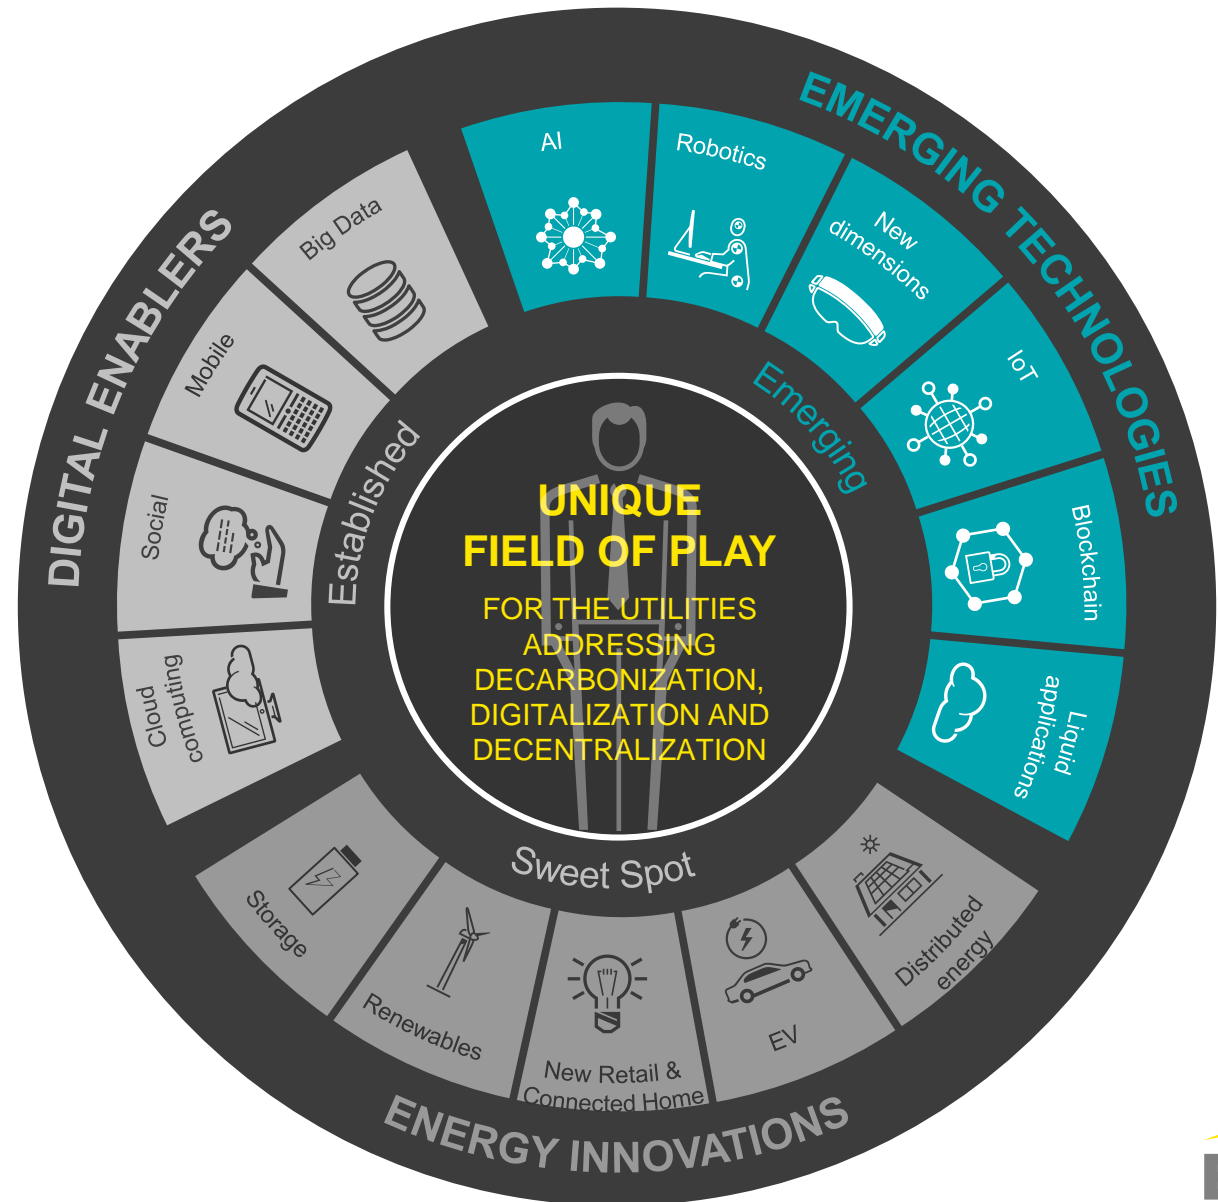 EMERGING TECHNOLOGIES
AI
Robotics
New
dimensions
IoT
Blockchain
Liquid
applications
Emerging
DIGITAL ENABLERS
Big Data
Mobile
Social
Cloud
computing
Established
UNIQUE
FIELD OF PLAY
FOR THE UTILITIES
ADDRESSING
DECARBONIZATION,
DIGITALIZATION AND
DECENTRALIZATION
Sweet Spot
Storage
Renewables
New Retail &
Connected Home
EV
Distributed
energy
ENERGY INNOVATIONS